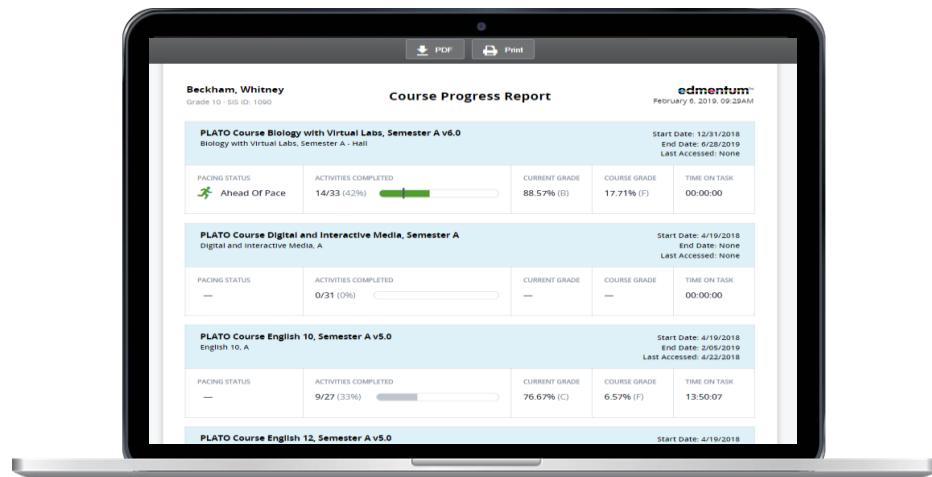 PDF
Print
Beckham, Whitney
Grade 10 - SIS ID: 1090
Course Progress Report
edmentum™
February 6, 2019, 09:29AM
PLATO Course Biology with Virtual Labs, Semester A v6.0
Biology with Virtual Labs, Semester A - Hall
Start Date: 12/31/2018
End Date: 6/28/2019
Last Accessed: None
PACING STATUS
Ahead Of Pace
ACTIVITIES COMPLETED
14/33 (42%)
CURRENT GRADE
88.57% (B)
COURSE GRADE
17.71% (F)
TIME ON TASK
00:00:00
PLATO Course Digital and Interactive Media, Semester A
Digital and Interactive Media, A
Start Date: 4/19/2018
End Date: None
Last Accessed: None
PACING STATUS
—
ACTIVITIES COMPLETED
0/31 (0%)
CURRENT GRADE
—
COURSE GRADE
—
TIME ON TASK
00:00:00
PLATO Course English 10, Semester A v5.0
English 10, A
Start Date: 4/19/2018
End Date: 2/05/2019
Last Accessed: 4/22/2018
PACING STATUS
—
ACTIVITIES COMPLETED
9/27 (33%)
CURRENT GRADE
76.67% (C)
COURSE GRADE
6.57% (F)
TIME ON TASK
13:50:07
PLATO Course English 12, Semester A v5.0
Start Date: 4/19/2018